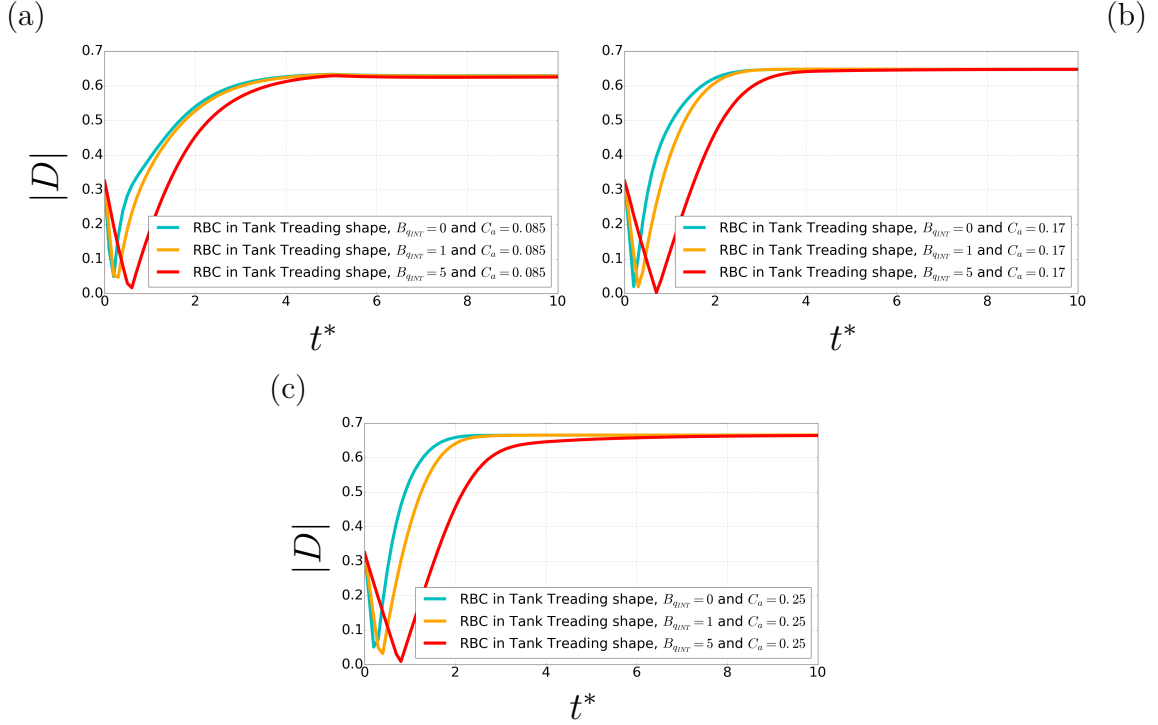 (a)
(b)
0.7
0.6
0.5
0.4
0.3
0.2
0.1
0.0
|D|
RBC in Tank Treading shape, B_{q_{INT}} = 0 and C_a = 0.085
RBC in Tank Treading shape, B_{q_{INT}} = 1 and C_a = 0.085
RBC in Tank Treading shape, B_{q_{INT}} = 5 and C_a = 0.085
0 2 4 6 8 10
t*
0.7
0.6
0.5
0.4
0.3
0.2
0.1
0.0
RBC in Tank Treading shape, B_{q_{INT}} = 0 and C_a = 0.17
RBC in Tank Treading shape, B_{q_{INT}} = 1 and C_a = 0.17
RBC in Tank Treading shape, B_{q_{INT}} = 5 and C_a = 0.17
0 2 4 6 8 10
t*
(c)
0.7
0.6
0.5
0.4
0.3
0.2
0.1
0.0
|D|
RBC in Tank Treading shape, B_{q_{INT}} = 0 and C_a = 0.25
RBC in Tank Treading shape, B_{q_{INT}} = 1 and C_a = 0.25
RBC in Tank Treading shape, B_{q_{INT}} = 5 and C_a = 0.25
0 2 4 6 8 10
t*